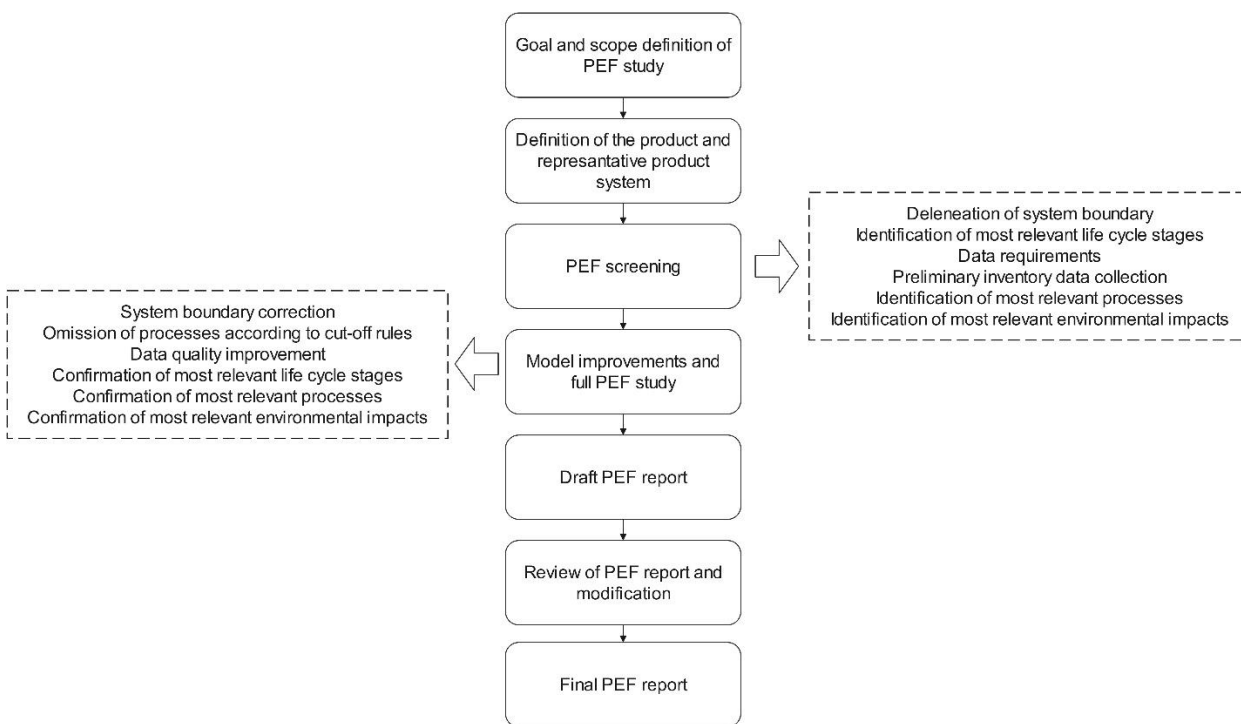 Goal and scope definition of
PEF study
Definition of the product and
represantative product
system
PEF screening
Deleneation of system boundary
Identification of most relevant life cycle stages
Data requirements
Preliminary inventory data collection
Identification of most relevant processes
Identification of most relevant environmental impacts
Model improvements and
full PEF study
System boundary correction
Omission of processes according to cut-off rules
Data quality improvement
Confirmation of most relevant life cycle stages
Confirmation of most relevant processes
Confirmation of most relevant environmental impacts
Draft PEF report
Review of PEF report and
modification
Final PEF report